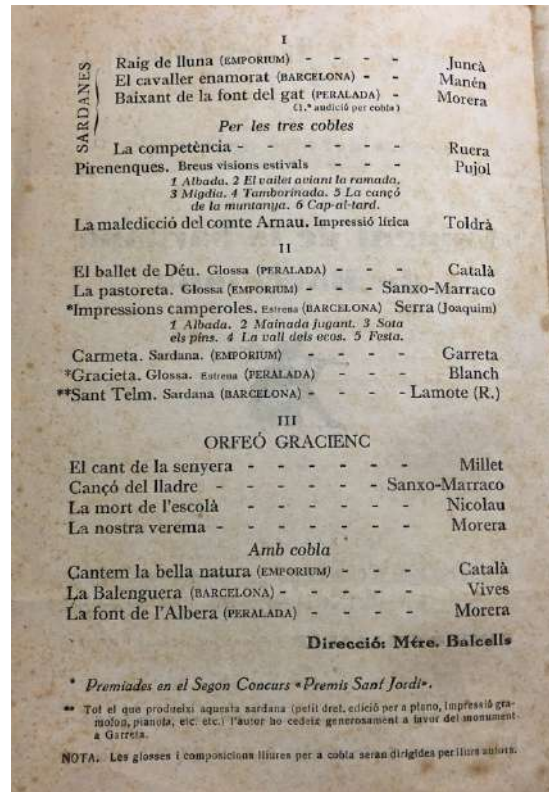 I
SARDANES
Raig de lluna (EMPORIUM) - - - - Juncà
El cavaller enamorat (BARCELONA) - - Manén
Baixant de la font del gat (PERALADA) - Morera
(1.ª audició per cobla)
Per les tres cobles
La competència - - - - - - Ruera
Pirenenques. Breus visions estivals - - - - Pujol
1 Albada. 2 El vailet aviant la ramada.
3 Migdia. 4 Tamborinada. 5 La cançó
de la muntanya. 6 Cap-al-tard.
La maledicció del comte Arnau. Impressió lírica Toldrà
II
El ballet de Déu. Glossa (PERALADA) - - - Català
La pastoreta. Glossa (EMPORIUM) - - - Sanxo-Marraco
*Impressions camperoles. Estrena (BARCELONA) Serra (Joaquim)
1 Albada. 2 Mainada jugant. 3 Sota
els pins. 4 La vall dels ecos. 5 Festa.
Carmeta. Sardana. (EMPORIUM) - - - - Garreta
*Gracieta. Glossa. Estrena (PERALADA) - - - Blanch
**Sant Telm. Sardana (BARCELONA) - - - - Lamote (R.)
III
ORFEÓ GRACIENC
El cant de la senyera - - - - - - Millet
Cançó del lladre - - - - - - Sanxo-Marraco
La mort de l'escolà - - - - - Nicolau
La nostra verema - - - - - - Morera
Amb cobla
Cantem la bella natura (EMPORIUM) - - - Català
La Balenguera (BARCELONA) - - - - - Vives
La font de l'Albera (PERALADA) - - - - Morera
Direcció: Mtre. Balcells
* Premiades en el Segon Concurs «Premis Sant Jordi».
** Tot el que produeixi aquesta sardana (petit dret, edició per a piano, impressió gra-
mofon, pianola, etc. etc.) l'autor ho cedeix generosament a favor del monument
a Garreta.
NOTA. Les glosses i composicions lliures per a cobla seran dirigides per llurs autors.